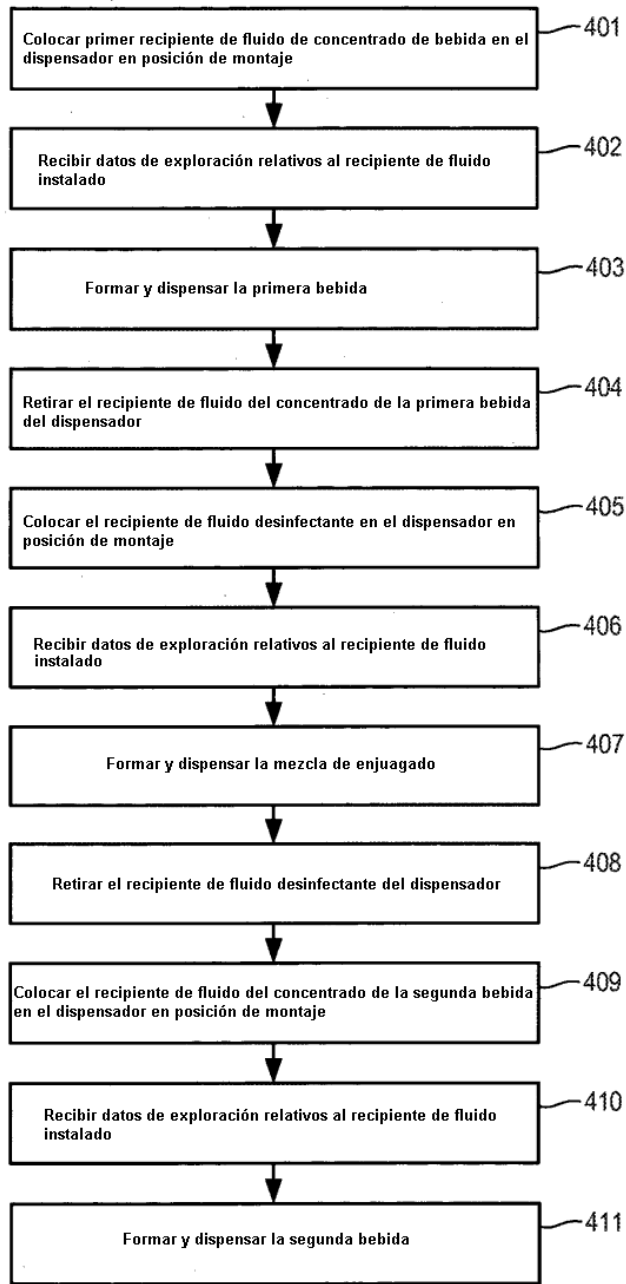 Colocar primer recipiente de fluido de concentrado de bebida en el
dispensador en posición de montaje
401
Recibir datos de exploración relativos al recipiente de fluido
instalado
402
Formar y dispensar la primera bebida
403
Retirar el recipiente de fluido del concentrado de la primera bebida
del dispensador
404
Colocar el recipiente de fluido desinfectante en el dispensador en
posición de montaje
405
Recibir datos de exploración relativos al recipiente de fluido
instalado
406
Formar y dispensar la mezcla de enjuagado
407
Retirar el recipiente de fluido desinfectante del dispensador
408
Colocar el recipiente de fluido del concentrado de la segunda bebida
en el dispensador en posición de montaje
409
Recibir datos de exploración relativos al recipiente de fluido
instalado
410
Formar y dispensar la segunda bebida
411